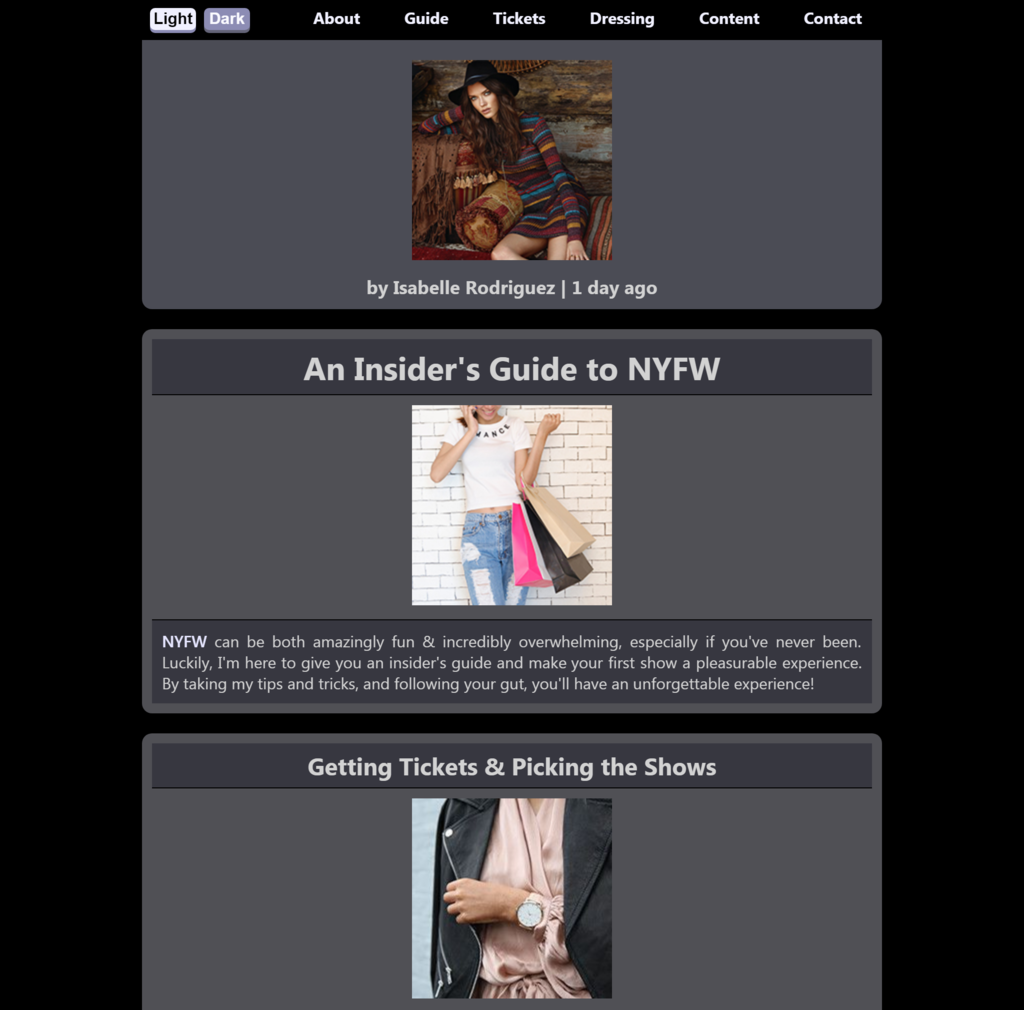 Light Dark About Guide Tickets Dressing Content Contact
by Isabelle Rodriguez | 1 day ago
An Insider's Guide to NYFW
MANCE
NYFW can be both amazingly fun & incredibly overwhelming, especially if you've never been.
Luckily, I'm here to give you an insider's guide and make your first show a pleasurable experience.
By taking my tips and tricks, and following your gut, you'll have an unforgettable experience!
Getting Tickets & Picking the Shows